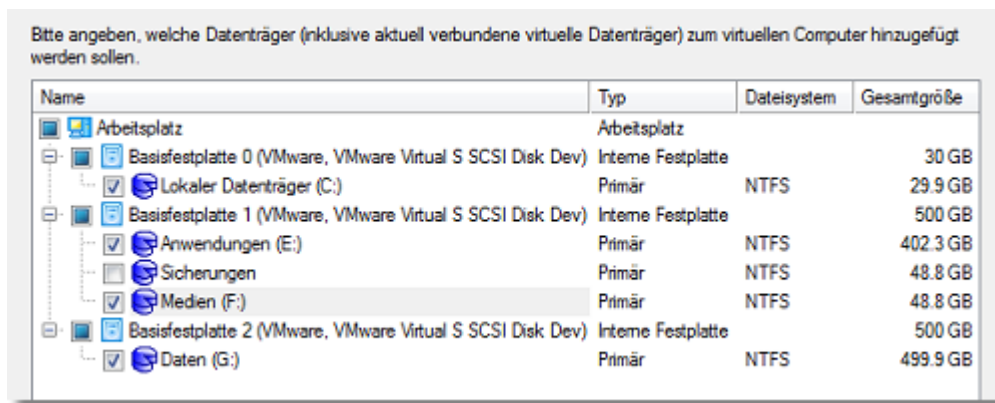 Bitte angeben, welche Datenträger (inklusive aktuell verbundene virtuelle Datenträger) zum virtuellen Computer hinzugefügt
werden sollen.
Name Typ Dateisystem Gesamtgröße
Arbeitsplatz Arbeitsplatz
Basisfestplatte 0 (VMware, VMware Virtual S SCSI Disk Dev) Interne Festplatte 30 GB
Lokaler Datenträger (C:) Primär NTFS 29.9 GB
Basisfestplatte 1 (VMware, VMware Virtual S SCSI Disk Dev) Interne Festplatte 500 GB
Anwendungen (E:) Primär NTFS 402.3 GB
Sicherungen Primär NTFS 48.8 GB
Medien (F:) Primär NTFS 48.8 GB
Basisfestplatte 2 (VMware, VMware Virtual S SCSI Disk Dev) Interne Festplatte 500 GB
Daten (G:) Primär NTFS 499.9 GB